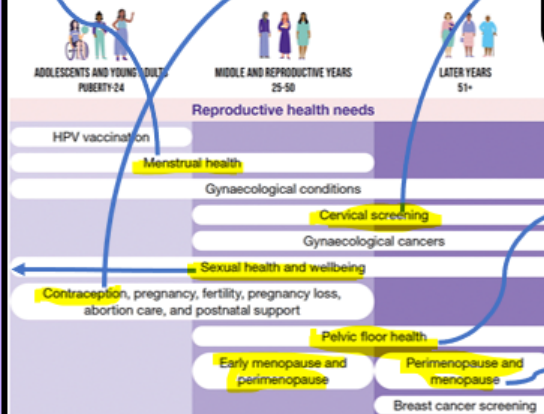 ADOLESCENTS AND YOUNG ADULTS
PUBERTY-24
MIDDLE AND REPRODUCTIVE YEARS
25-50
LATER YEARS
51+
Reproductive health needs
HPV vaccination
Menstrual health
Gynaecological conditions
Cervical screening
Gynaecological cancers
Sexual health and wellbeing
Contraception, pregnancy, fertility, pregnancy loss,
abortion care, and postnatal support
Pelvic floor health
Early menopause and
perimenopause
Perimenopause and
menopause
Breast cancer screening